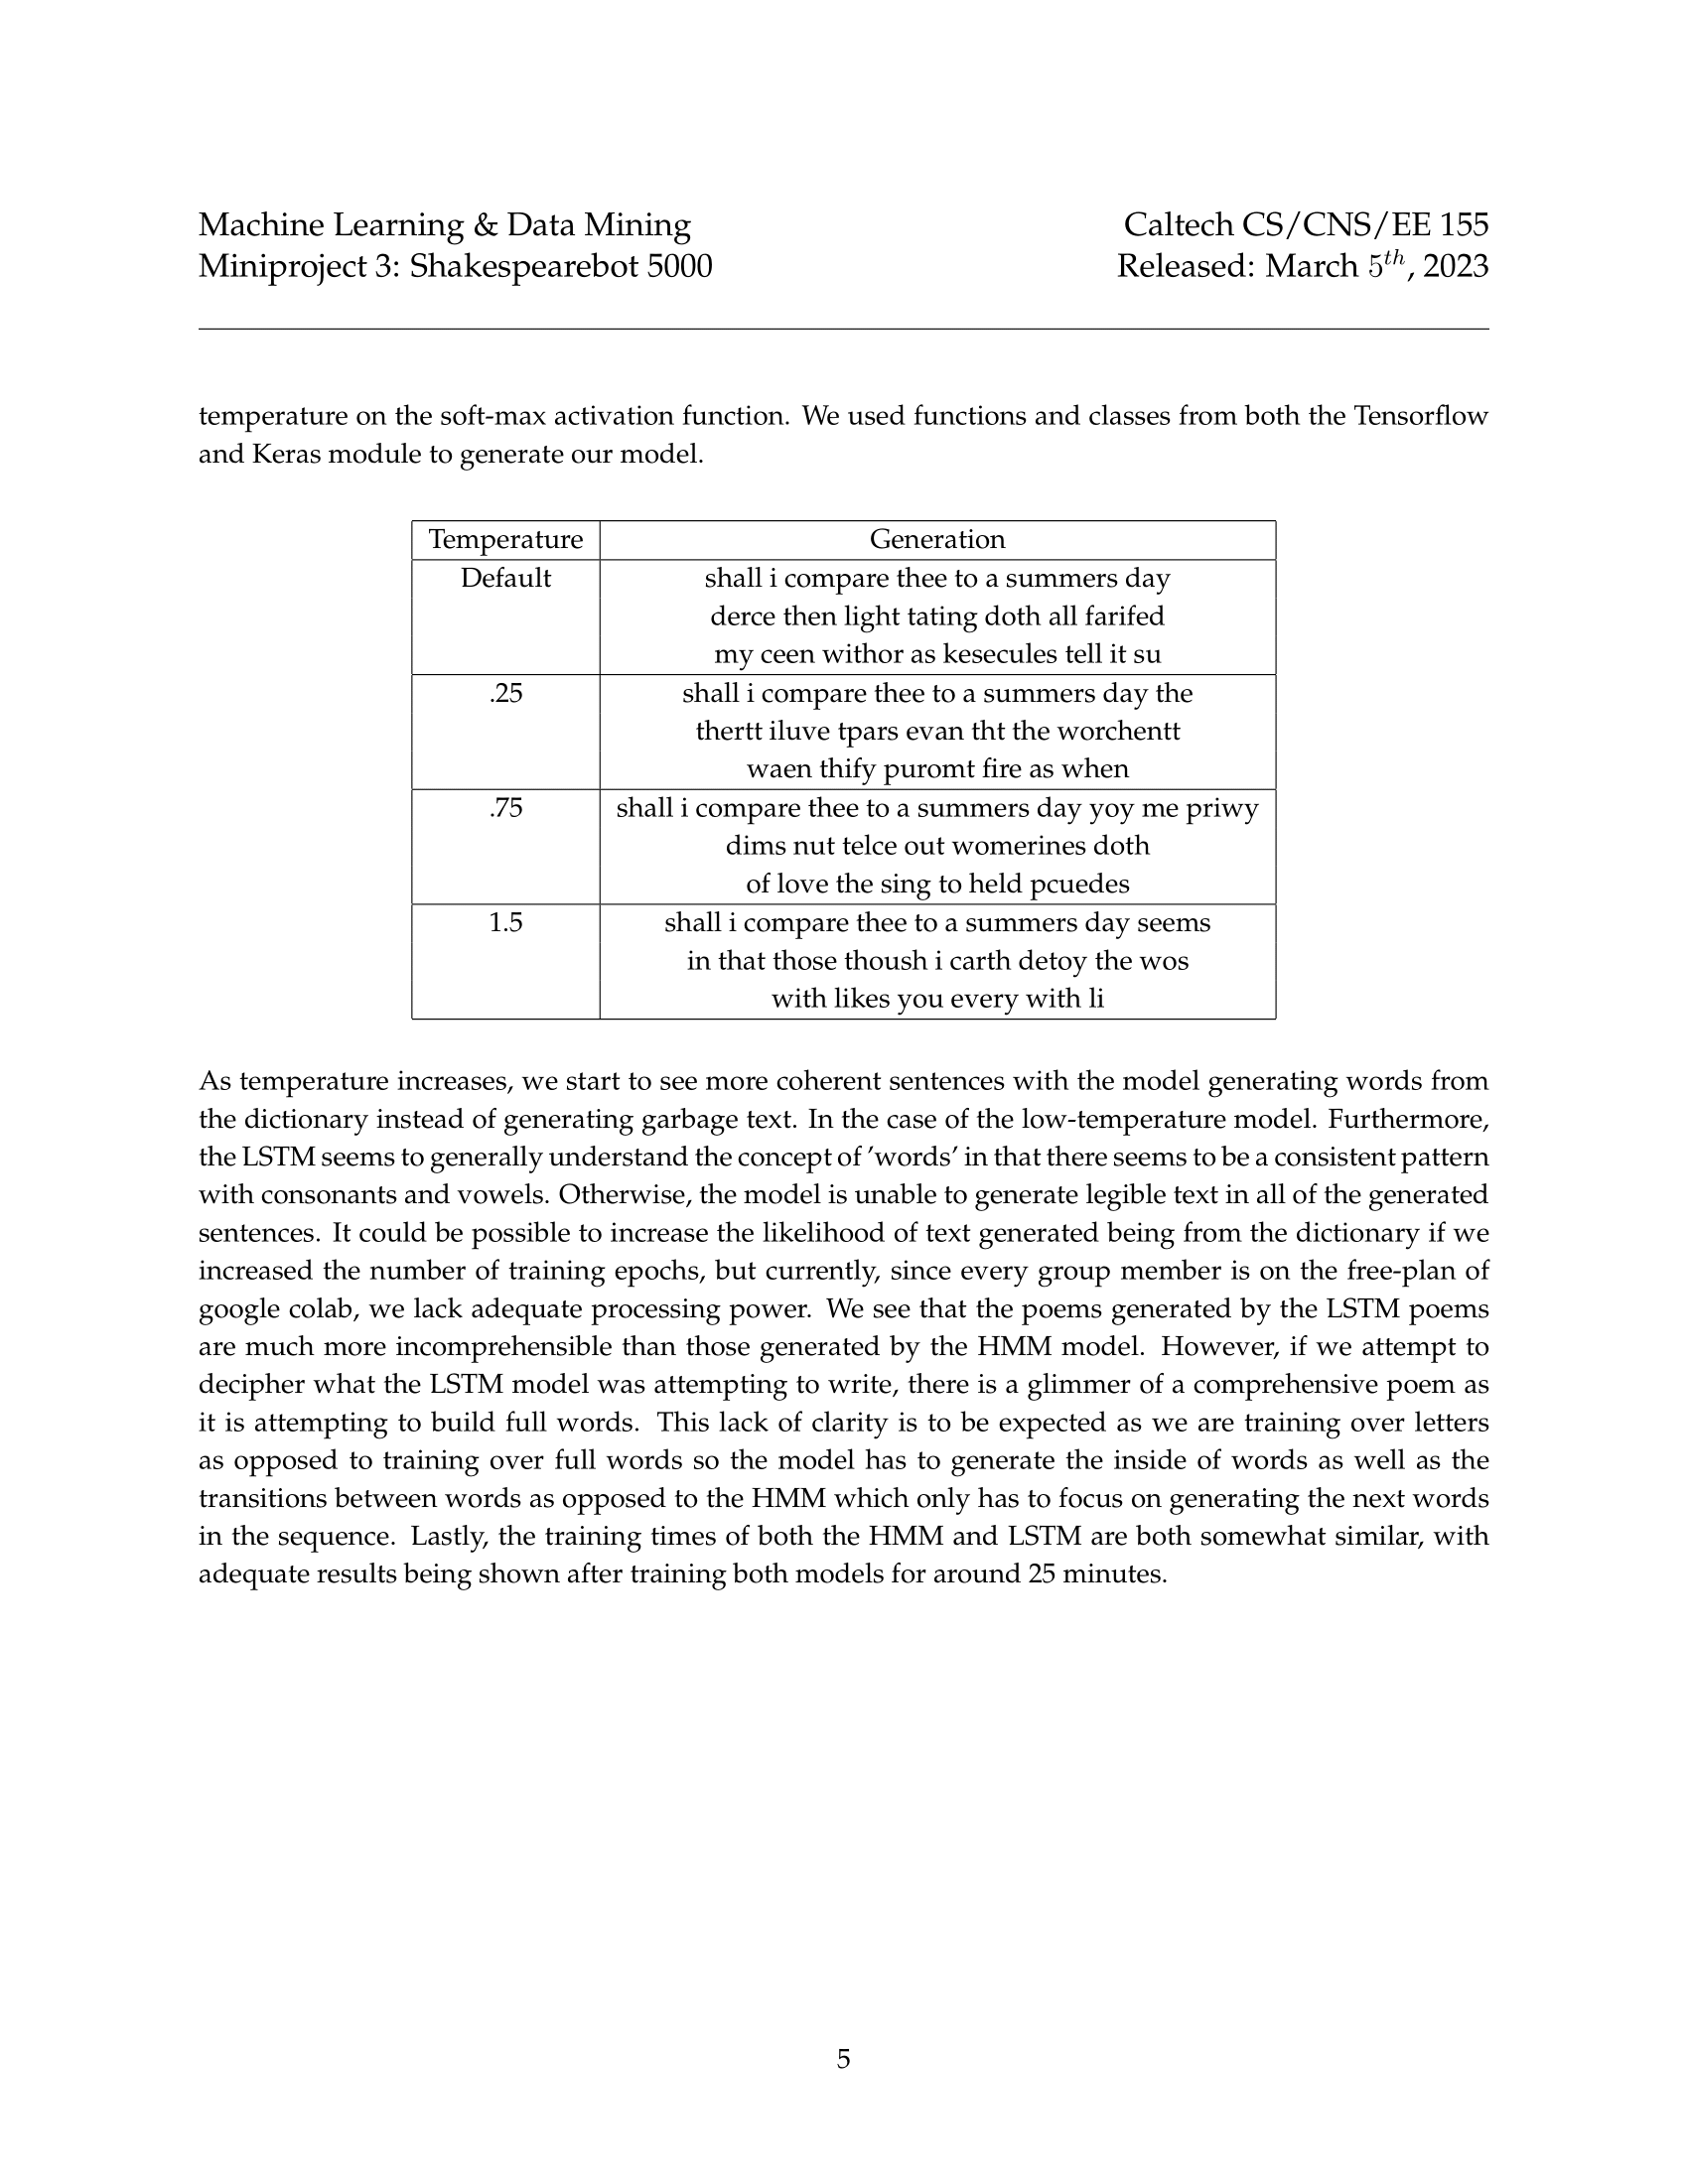 Machine Learning & Data Mining
Caltech CS/CNS/EE 155
Miniproject 3: Shakespearebot 5000
Released: March 5th, 2023
temperature on the soft-max activation function. We used functions and classes from both the Tensorflow
and Keras module to generate our model.
Temperature Generation
Default shall i compare thee to a summers day
derce then light tating doth all farifed
my ceen withor as kesecules tell it su
.25 shall i compare thee to a summers day the
thertt iluve tpars evan tht the worchentt
waen thify puromt fire as when
.75 shall i compare thee to a summers day yoy me priwy
dims nut telce out womerines doth
of love the sing to held pcuedes
1.5 shall i compare thee to a summers day seems
in that those thoush i carth detoy the wos
with likes you every with li
As temperature increases, we start to see more coherent sentences with the model generating words from
the dictionary instead of generating garbage text. In the case of the low-temperature model. Furthermore,
the LSTM seems to generally understand the concept of 'words' in that there seems to be a consistent pattern
with consonants and vowels. Otherwise, the model is unable to generate legible text in all of the generated
sentences. It could be possible to increase the likelihood of text generated being from the dictionary if we
increased the number of training epochs, but currently, since every group member is on the free-plan of
google colab, we lack adequate processing power. We see that the poems generated by the LSTM poems
are much more incomprehensible than those generated by the HMM model. However, if we attempt to
decipher what the LSTM model was attempting to write, there is a glimmer of a comprehensive poem as
it is attempting to build full words. This lack of clarity is to be expected as we are training over letters
as opposed to training over full words so the model has to generate the inside of words as well as the
transitions between words as opposed to the HMM which only has to focus on generating the next words
in the sequence. Lastly, the training times of both the HMM and LSTM are both somewhat similar, with
adequate results being shown after training both models for around 25 minutes.
5